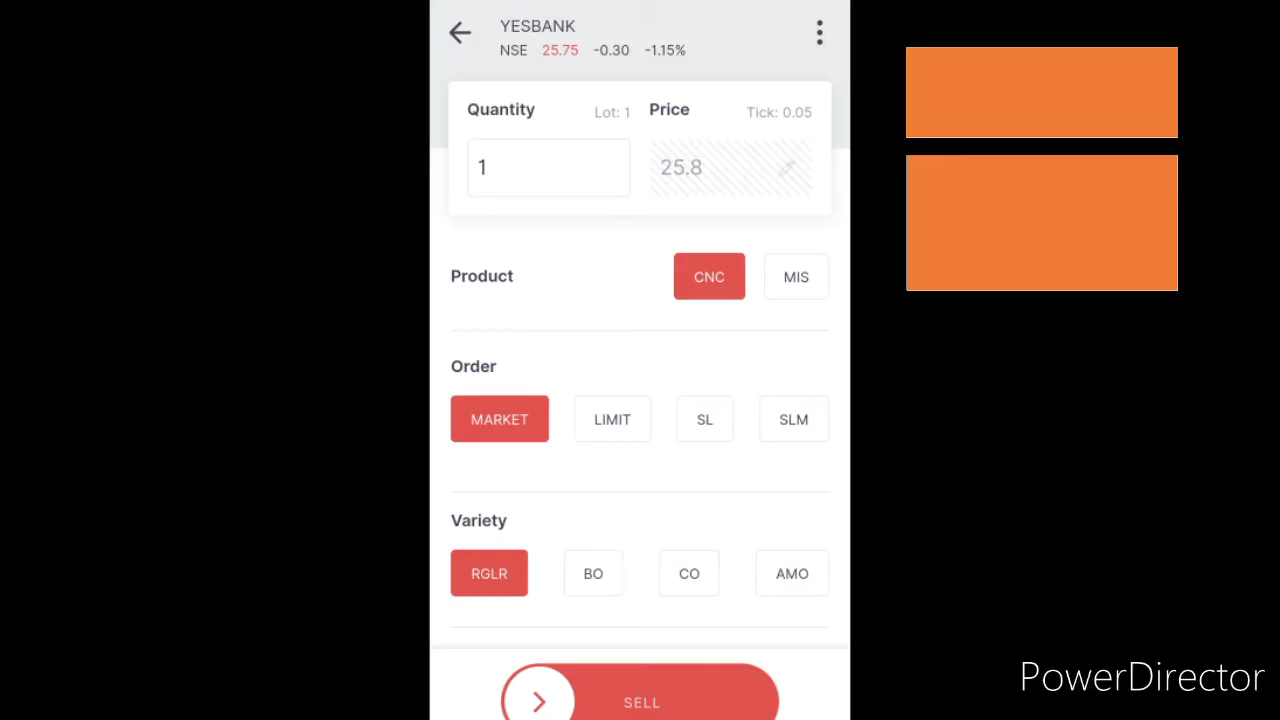 YESBANK
NSE 25.75 -0.30 -1.15%
Quantity Lot: 1 Price Tick: 0.05
1 25.8
Product CNC MIS
Order
MARKET LIMIT SL SLM
Variety
RGLR BO CO AMO
SELL
PowerDirector